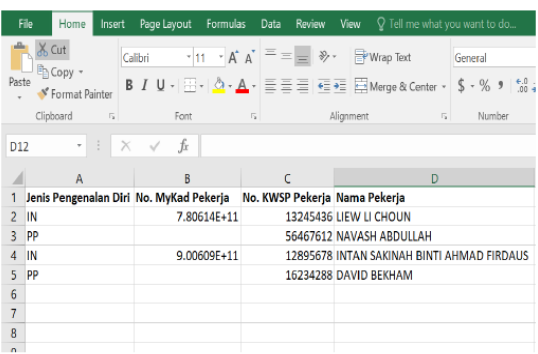 File Home Insert Page Layout Formulas Data Review View Tell me what you want to do...
Cut
Copy
Format Painter
Paste
Calibri 11 A A
B I U A
Wrap Text
Merge & Center
General
$ % , .0 .00
Clipboard Font Alignment Number
D12 fx
A B C D
1 Jenis Pengenalan Diri No. MyKad Pekerja No. KWSP Pekerja Nama Pekerja
2 IN 7.80614E+11 13245436 LIEW LI CHOUN
3 PP 56467612 NAVASH ABDULLAH
4 IN 9.00609E+11 12895678 INTAN SAKINAH BINTI AHMAD FIRDAUS
5 PP 16234288 DAVID BEKHAM
6
7
8